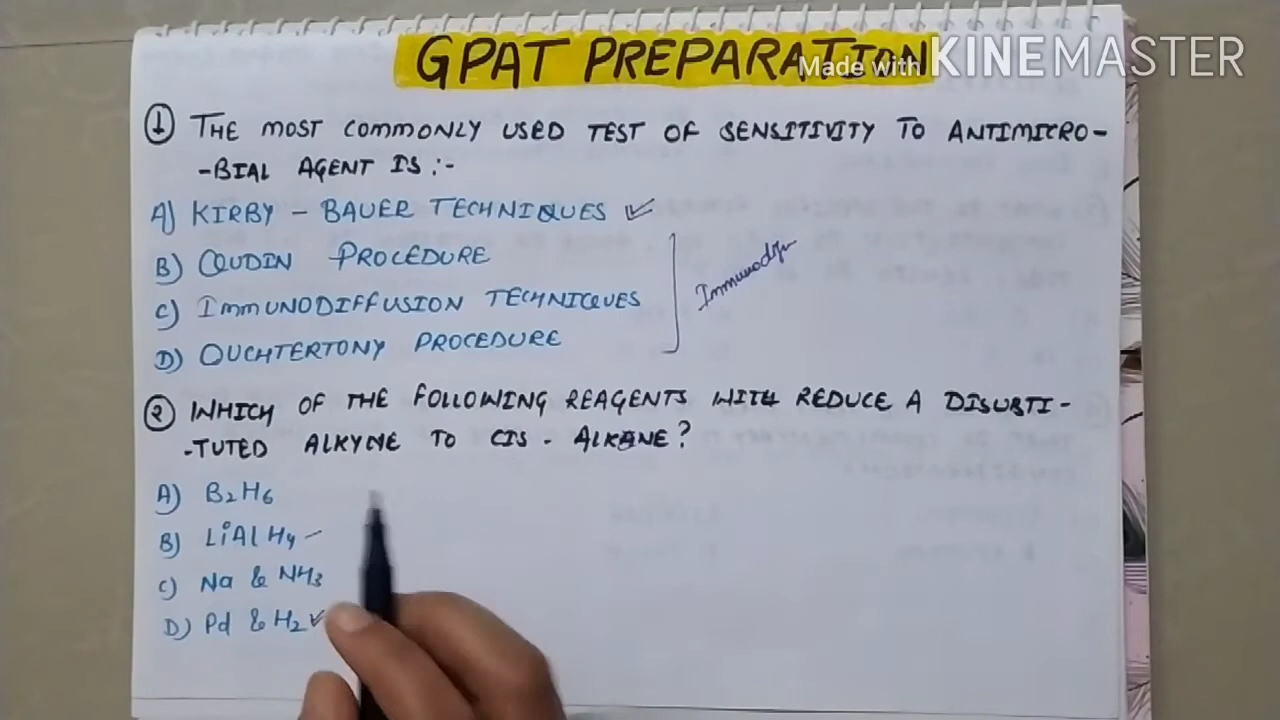 GPAT PREPARATION
Made with KINEMASTER
① THE MOST COMMONLY USED TEST OF SENSITIVITY TO ANTIMICRO-
-BIAL AGENT IS :-
A) KIRBY - BAUER TECHNIQUES ✓
B) OUDIN PROCEDURE
C) IMMUNODIFFUSION TECHNIQUES
D) OUCHTERTONY PROCEDURE
② WHICH OF THE FOLLOWING REAGENTS WITH REDUCE A DISUBTI-
-TUTED ALKYNE TO CIS - ALKENE?
A) B2H6
B) LiAlH4
C) Na & NH3
D) Pd & H2 ✓